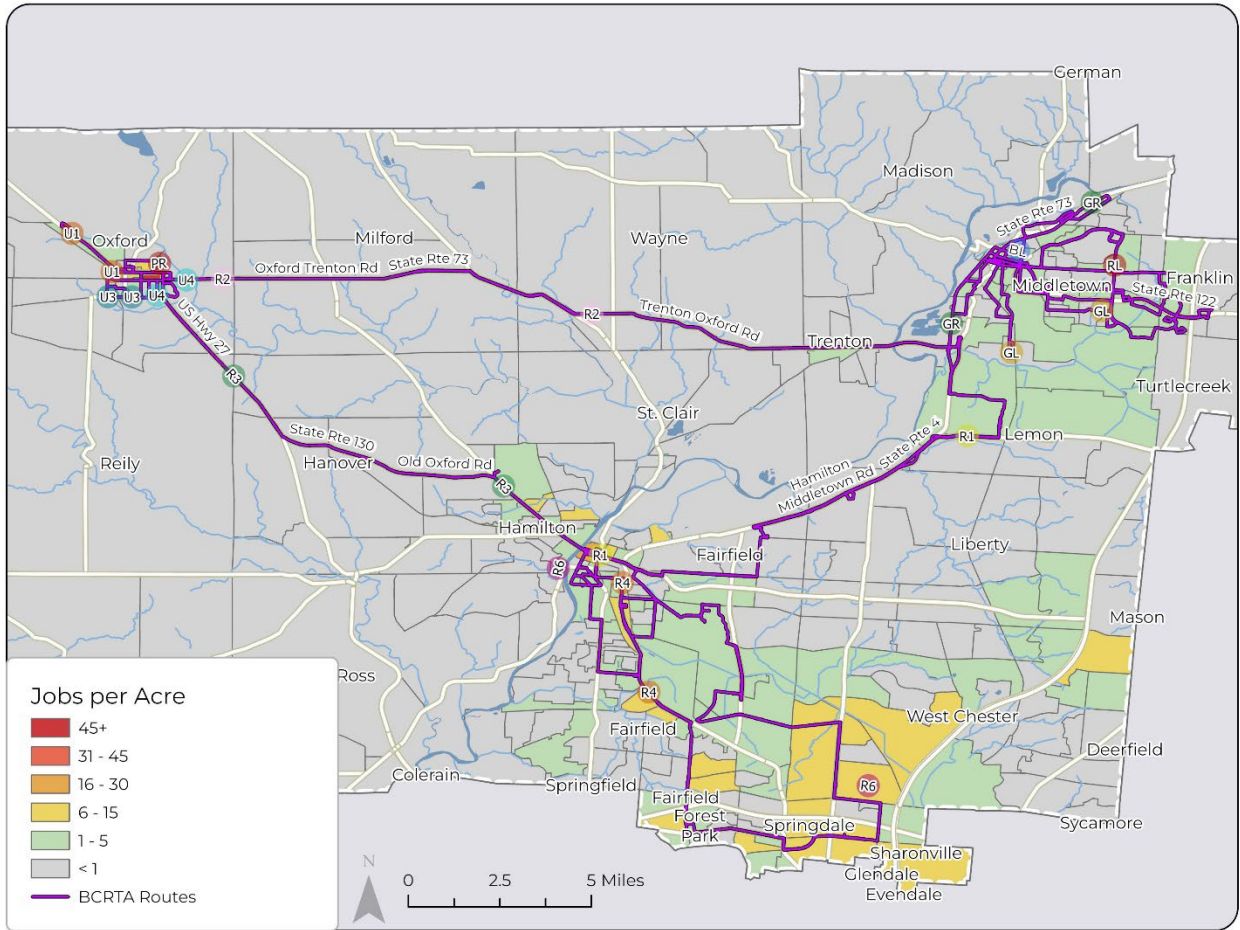 German
Madison
State Rte 73
GR
U1
Oxford
Milford
Wayne
BL
PR
RL
U1
U4
R2
Oxford Trenton Rd
State Rte 73
Middletown
Franklin
State Rte 122
U3
U3
U4
GL
US Hwy 27
R2
Trenton Oxford Rd
GR
Trenton
GL
R3
Turtlecreek
St. Clair
State Rte 130
R1
Lemon
Reily
Hanover
Old Oxford Rd
Hamilton
Middletown Rd
State Rte 4
R3
Hamilton
R1
Fairfield
Liberty
R6
R4
Mason
Ross
R4
West Chester
Fairfield
Deerfield
Colerain
Springfield
R6
Fairfield
Forest
Park
Springdale
Sycamore
Sharonville
Glendale
Evendale
Jobs per Acre
45+
31 - 45
16 - 30
6 - 15
1 - 5
< 1
BCRTA Routes
N
0 2.5 5 Miles